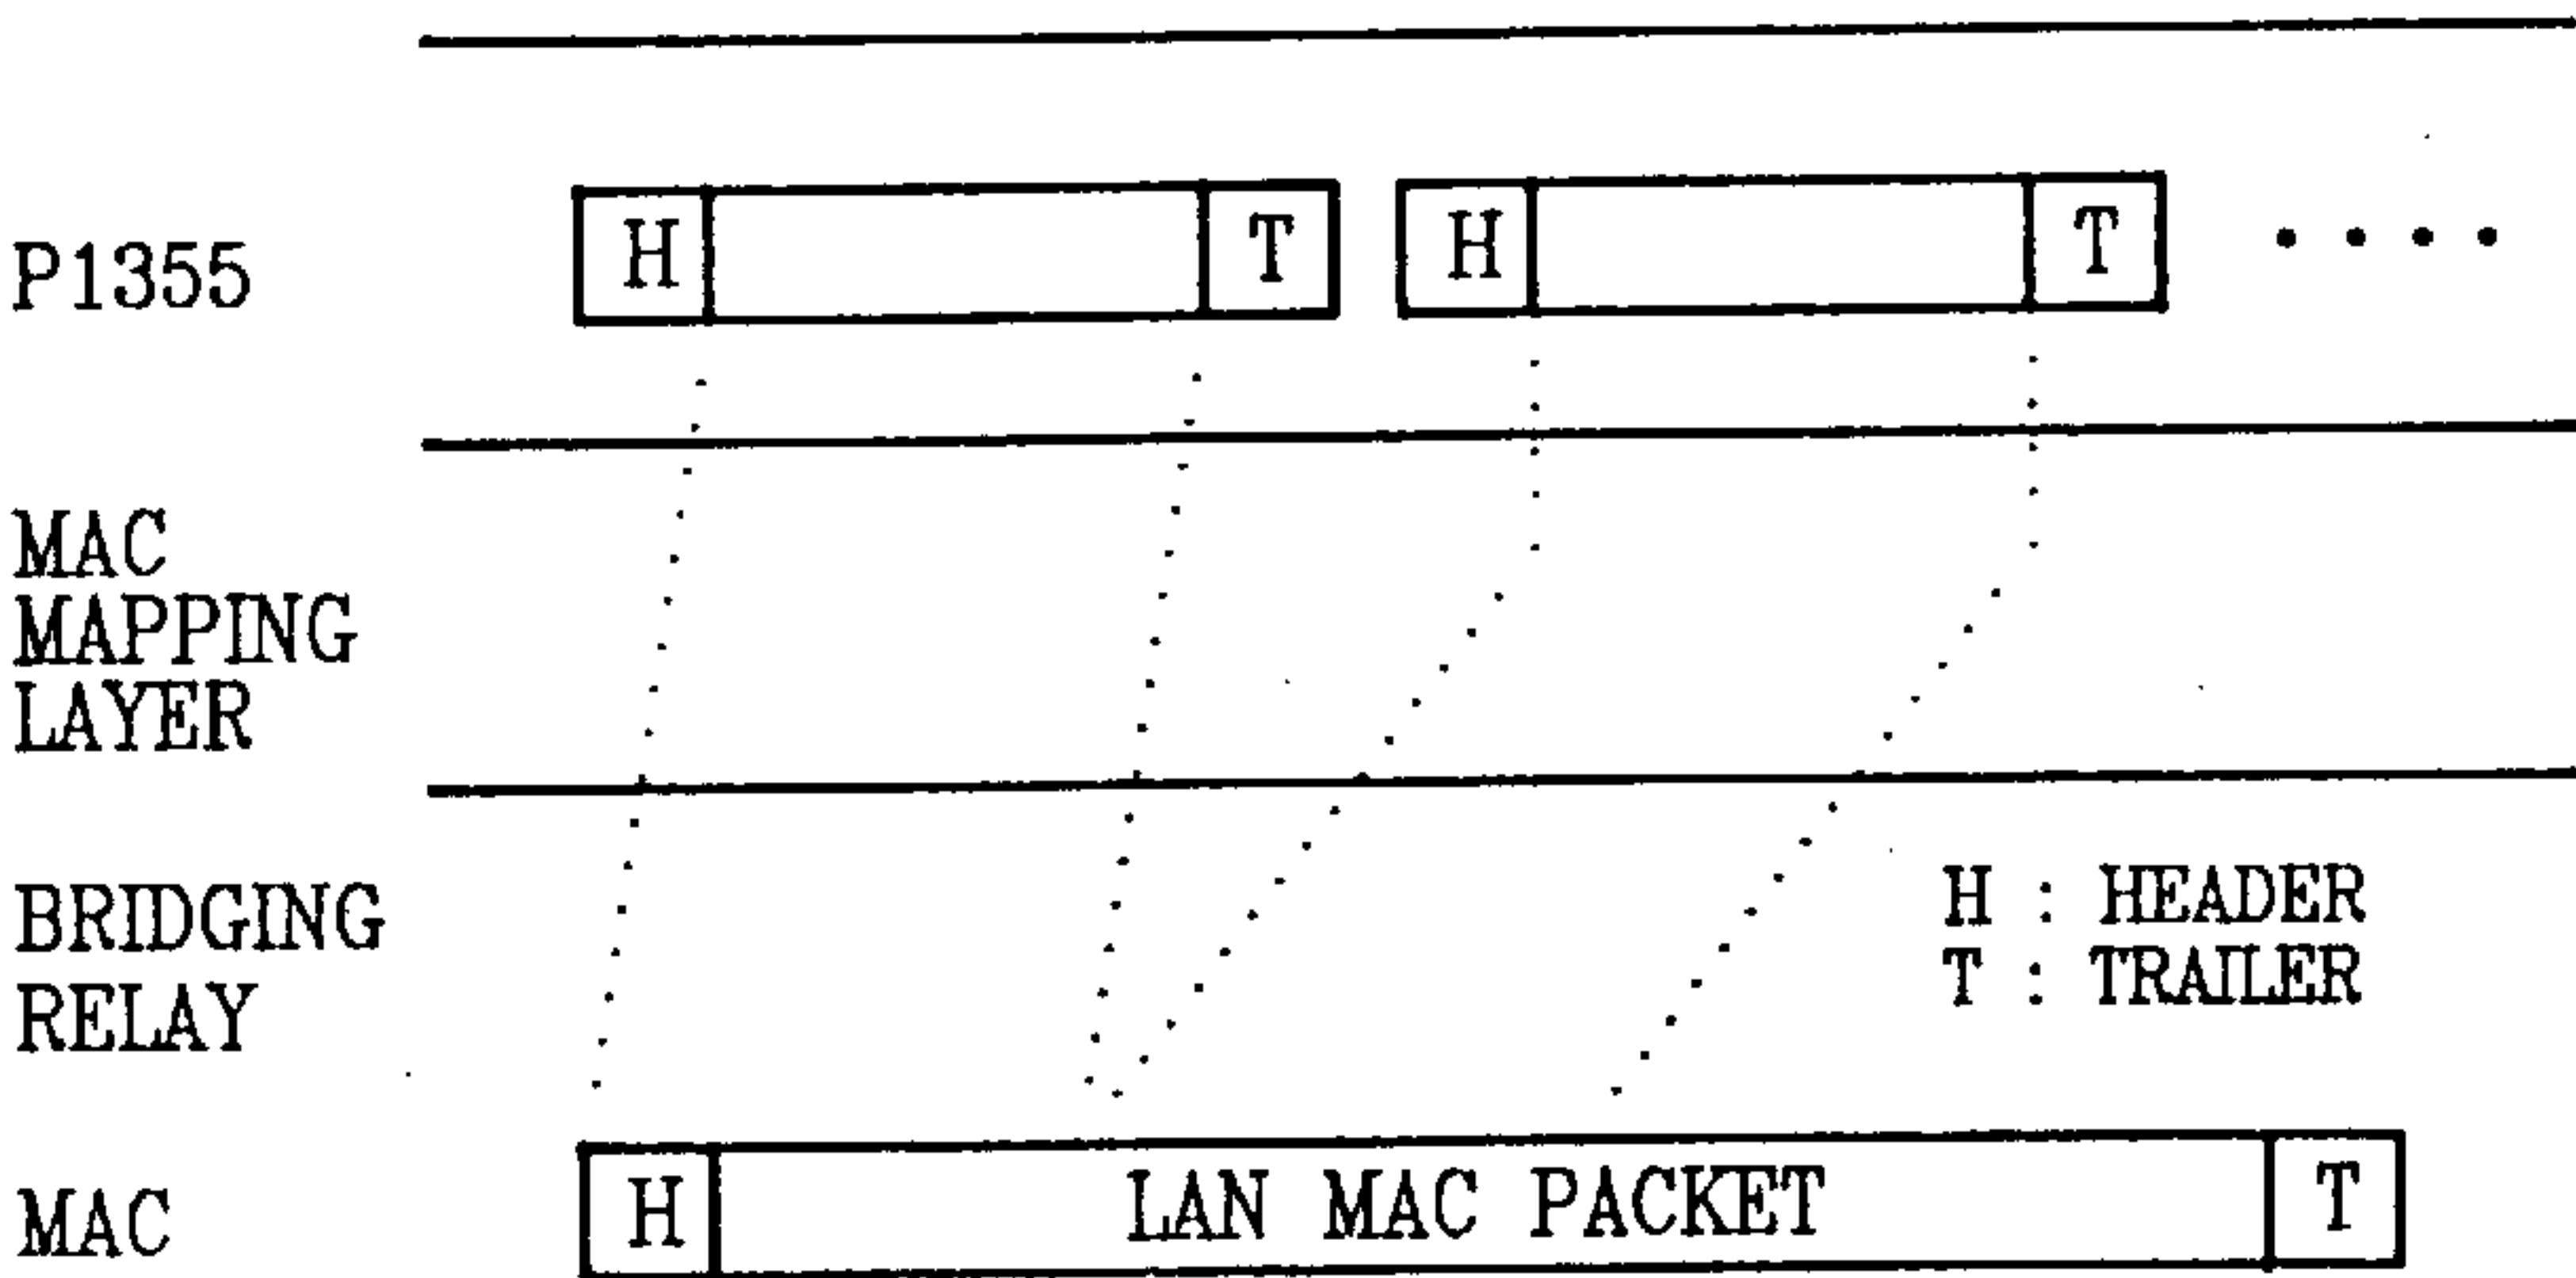 P1355
H
T
H
T
. . . .
MAC
MAPPING
LAYER
BRIDGING
RELAY
H : HEADER
T : TRAILER
MAC
H
LAN MAC PACKET
T